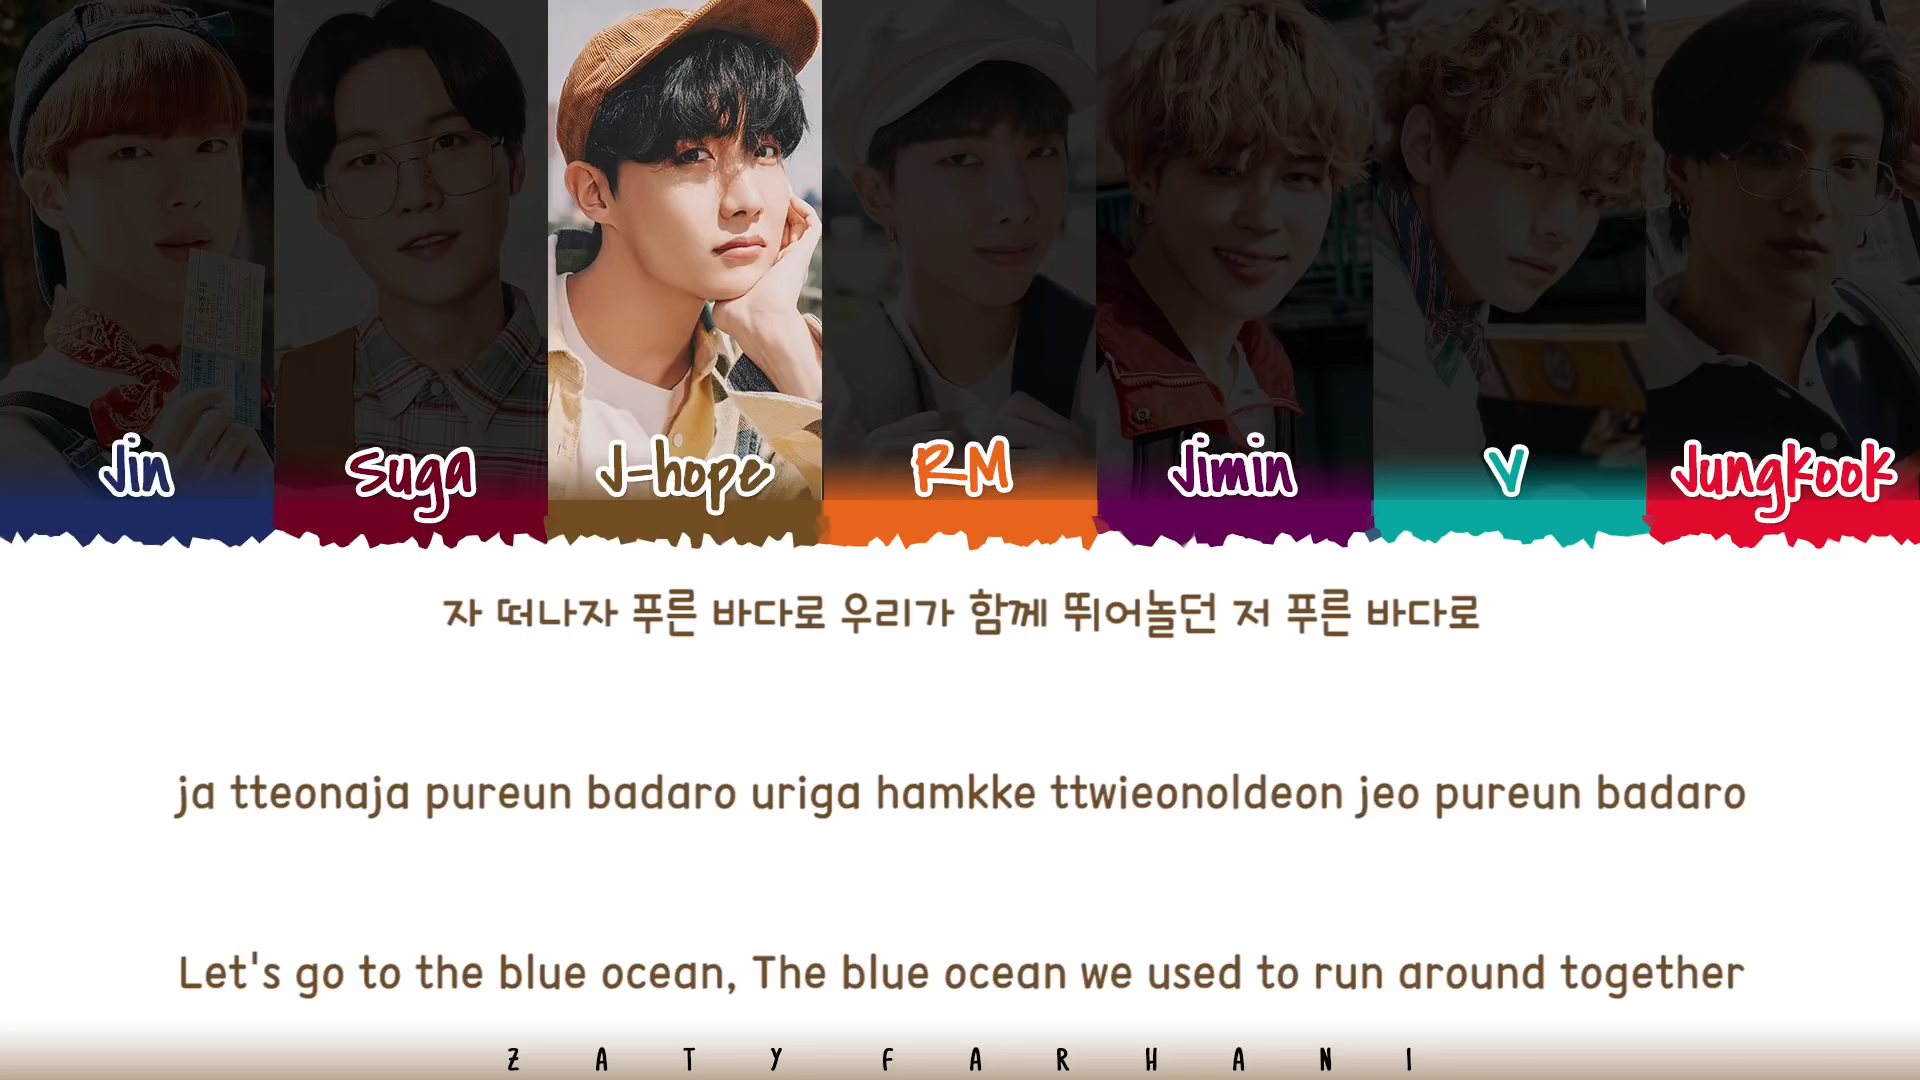 Jin
Suga
J-hope
RM
Jimin
V
Jungkook
자 떠나자 푸른 바다로 우리가 함께 뛰어놀던 저 푸른 바다로
ja tteonaja pureun badaro uriga hamkke ttwieonoldeon jeo pureun badaro
Let's go to the blue ocean, The blue ocean we used to run around together
ZATY FARHANI